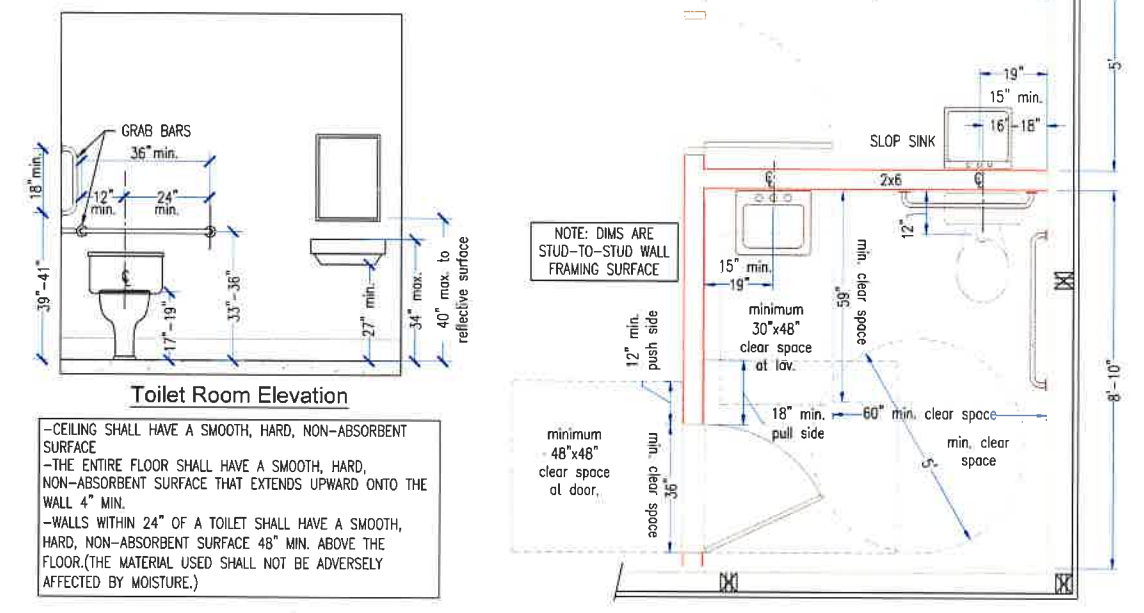 GRAB BARS
36" min.
18" min.
12"
min.
24"
min.
39"-41"
℄
17"-19"
33"-36"
27" min.
34" max.
40" max. to
reflective surface
Toilet Room Elevation
-CEILING SHALL HAVE A SMOOTH, HARD, NON-ABSORBENT
SURFACE
-THE ENTIRE FLOOR SHALL HAVE A SMOOTH, HARD,
NON-ABSORBENT SURFACE THAT EXTENDS UPWARD ONTO THE
WALL 4" MIN.
-WALLS WITHIN 24" OF A TOILET SHALL HAVE A SMOOTH,
HARD, NON-ABSORBENT SURFACE 48" MIN. ABOVE THE
FLOOR.(THE MATERIAL USED SHALL NOT BE ADVERSELY
AFFECTED BY MOISTURE.)
5'
19"
15" min.
16"-18"
SLOP SINK
℄
2x6
℄
12"
NOTE: DIMS ARE
STUD-TO-STUD WALL
FRAMING SURFACE
15" min.
19"
59"
min. clear space
minimum
30"x48"
clear space
at lav.
12" min.
push side
18" min.
pull side
60" min. clear space
min. clear
space
5'
8'-10"
minimum
48"x48"
clear space
at door.
36"
min. clear space